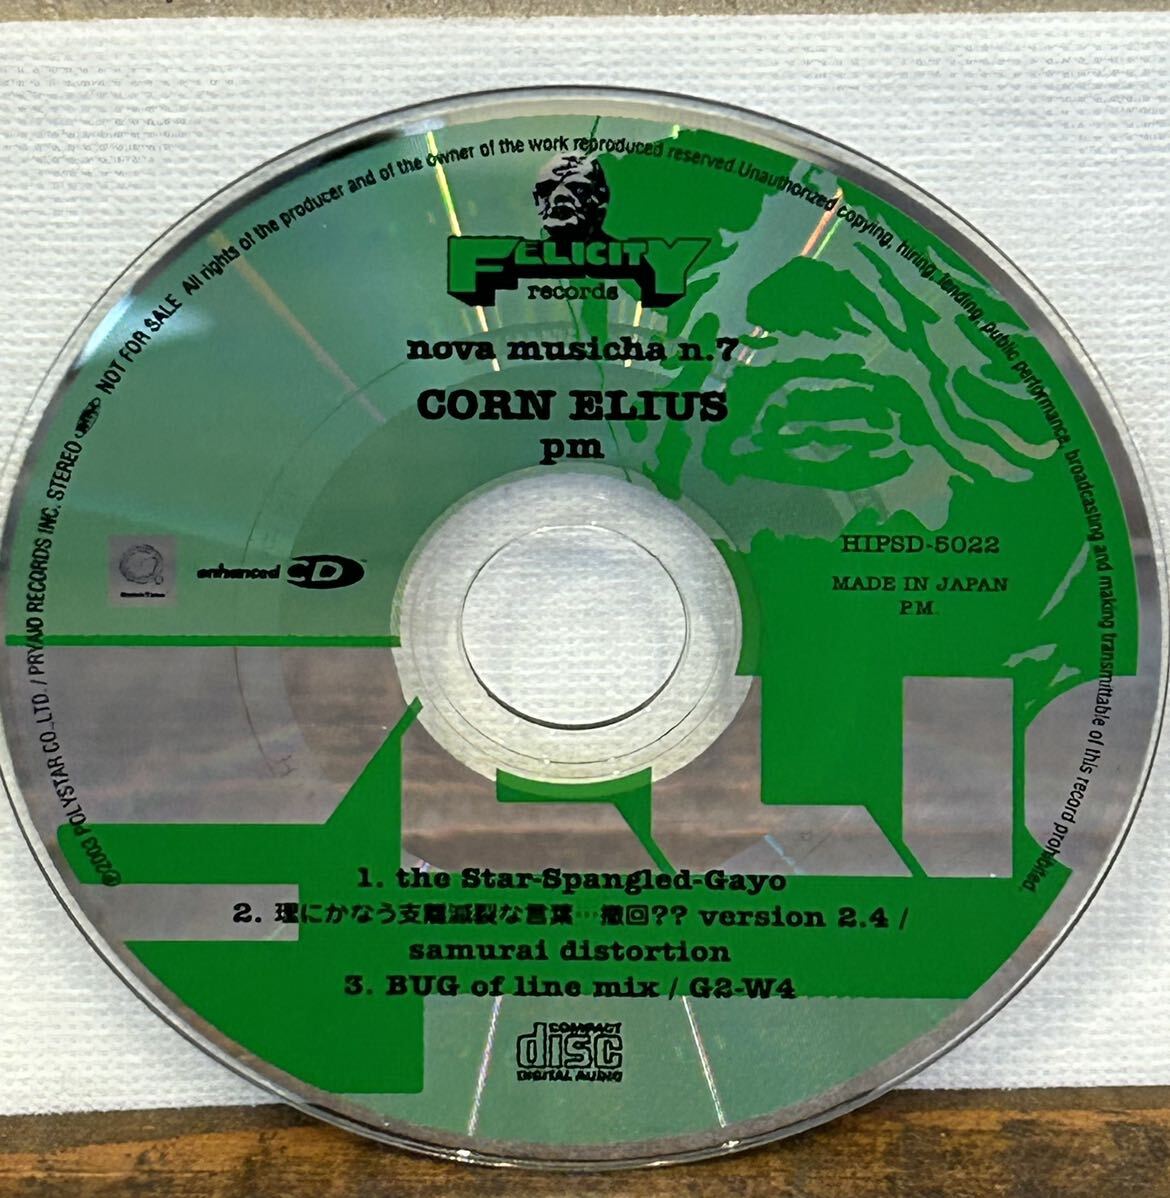 FELICITY
records
nova musicha n.7
CORN ELIUS
pm
enhanced CD
HIPSD-5022
MADE IN JAPAN
P.M.
1. the Star-Spangled-Gayo
2. 理にかなう支離滅裂な言葉…撤回?? version 2.4 /
samurai distortion
3. BUG of line mix / G2-W4
COMPACT
disc
DIGITAL AUDIO
℗2003 POLYSTAR CO.,LTD. / PRYAID RECORDS INC. STEREO NOT FOR SALE All rights of the producer and of the owner of the work reproduced reserved. Unauthorized copying, hiring, lending, public performance, broadcasting and making transmittable of this record prohibited.